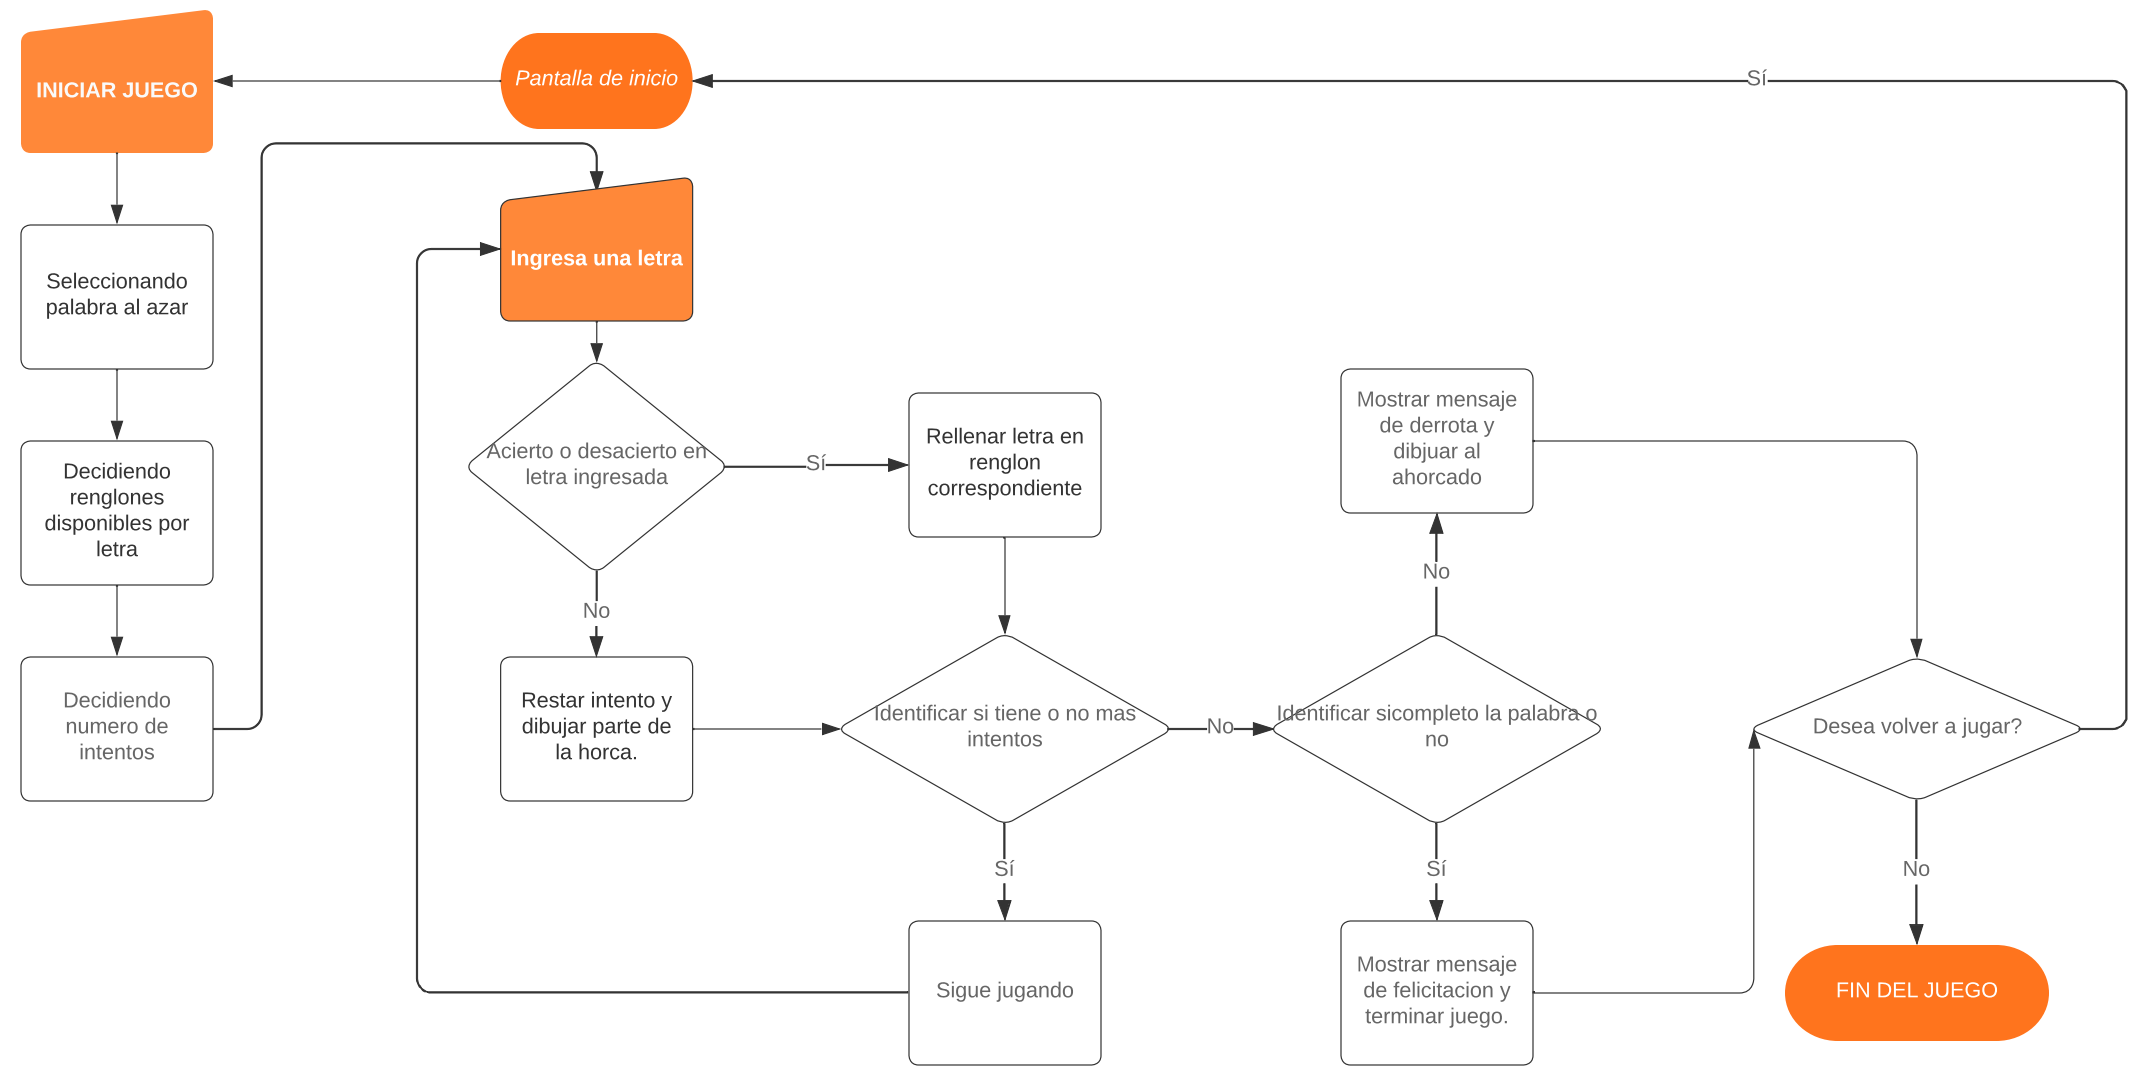 INICIAR JUEGO
Pantalla de inicio
Sí
Ingresa una letra
Seleccionando
palabra al azar
Decidiendo
renglones
disponibles por
letra
Decidiendo
numero de
intentos
Acierto o desacierto en
letra ingresada
Sí
Rellenar letra en
renglon
correspondiente
No
Restar intento y
dibujar parte de
la horca.
Identificar si tiene o no mas
intentos
No
Sí
Sigue jugando
Identificar sicompleto la palabra o
no
No
Mostrar mensaje
de derrota y
dibjuar al
ahorcado
Sí
Mostrar mensaje
de felicitacion y
terminar juego.
Desea volver a jugar?
No
FIN DEL JUEGO